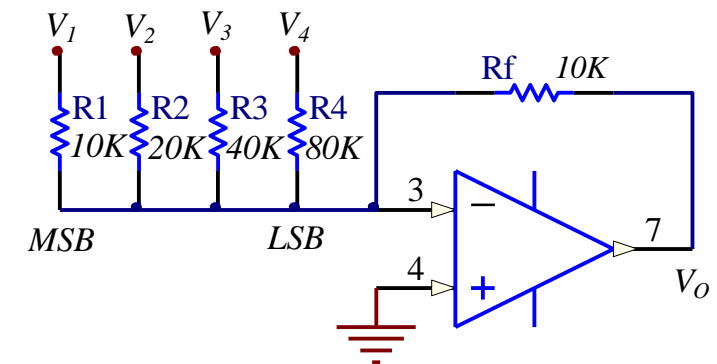 V1 V2 V3 V4
Rf 10K
R1 R2 R3 R4
10K 20K 40K 80K
3 −
MSB LSB
7
4 +
VO